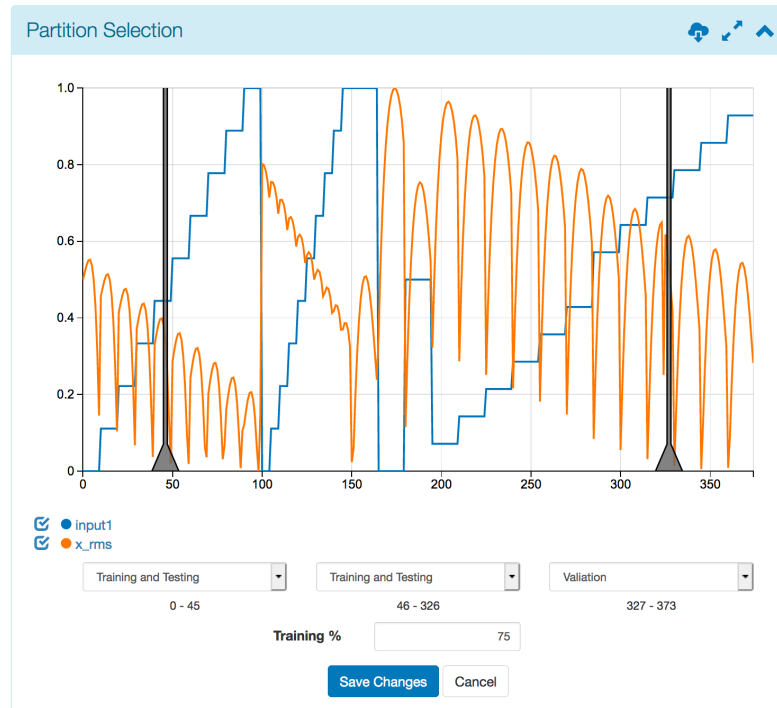 Partition Selection
1.0
0.8
0.6
0.4
0.2
0
0 50 100 150 200 250 300 350
input1
x_rms
Training and Testing Training and Testing Valiation
0 - 45 46 - 326 327 - 373
Training % 75
Save Changes Cancel